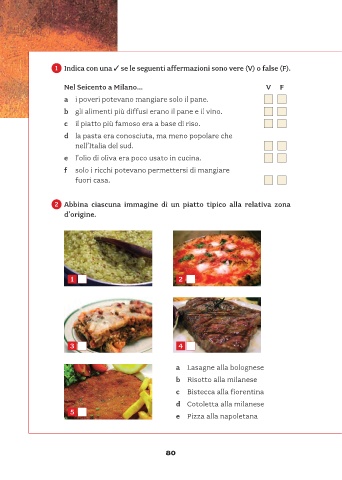 1 Indica con una ✓ se le seguenti affermazioni sono vere (V) o false (F).
Nel Seicento a Milano... V F
a i poveri potevano mangiare solo il pane.
b gli alimenti più diffusi erano il pane e il vino.
c il piatto più famoso era a base di riso.
d la pasta era conosciuta, ma meno popolare che
nell'Italia del sud.
e l'olio di oliva era poco usato in cucina.
f solo i ricchi potevano permettersi di mangiare
fuori casa.
2 Abbina ciascuna immagine di un piatto tipico alla relativa zona
d'origine.
1
2
3
4
5
a Lasagne alla bolognese
b Risotto alla milanese
c Bistecca alla fiorentina
d Cotoletta alla milanese
e Pizza alla napoletana
80